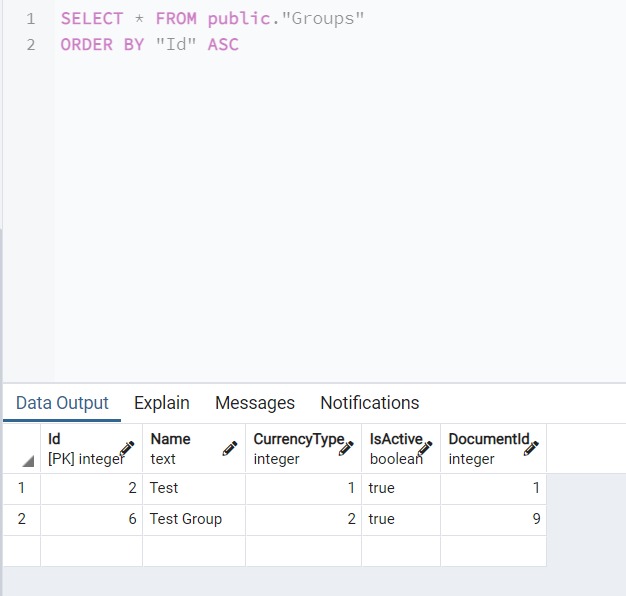 1 SELECT * FROM public."Groups"
2 ORDER BY "Id" ASC
Data Output Explain Messages Notifications
Id Name CurrencyType IsActive DocumentId
[PK] integer text integer boolean integer
1 2 Test 1 true 1
2 6 Test Group 2 true 9